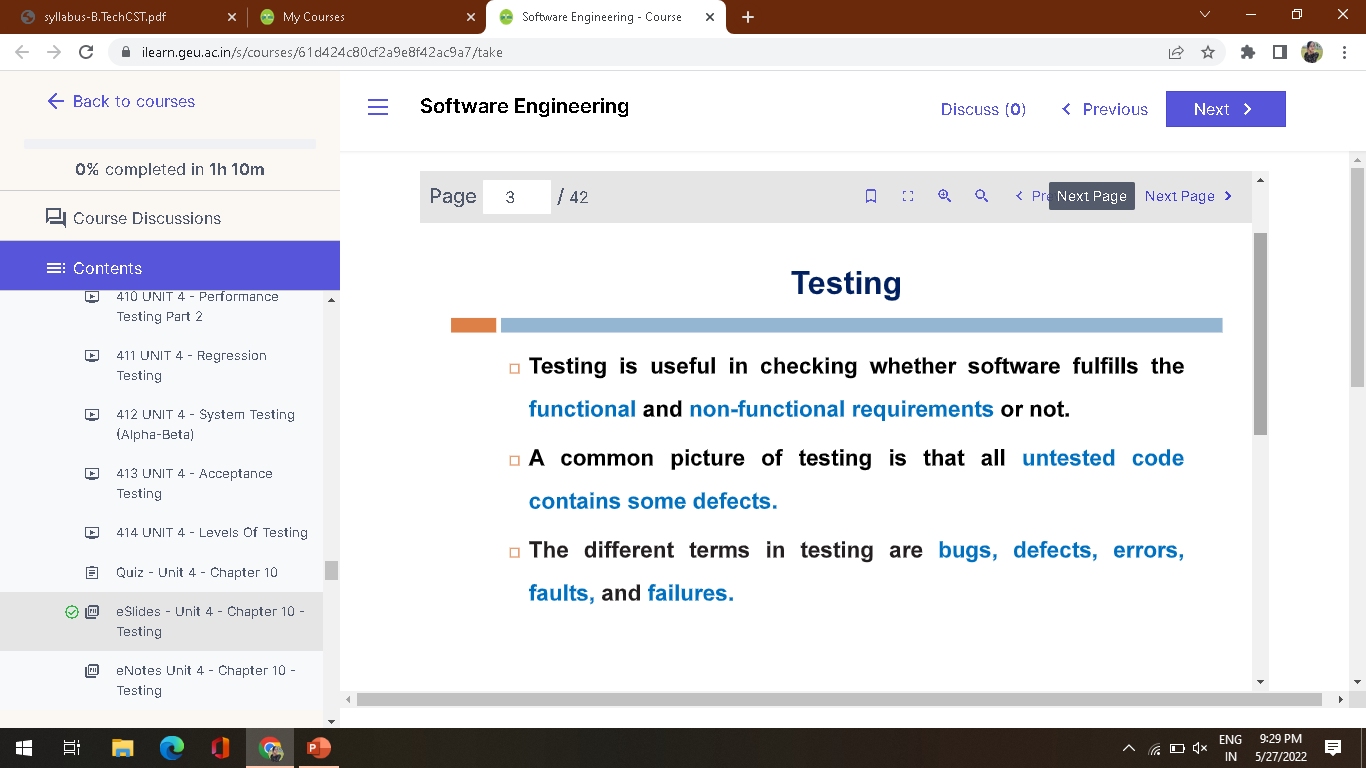 syllabus-B.TechCST.pdf
My Courses
Software Engineering - Course
ilearn.geu.ac.in/s/courses/61d424c80cf2a9e8f42ac9a7/take
Back to courses
0% completed in 1h 10m
Course Discussions
Contents
410 UNIT 4 - Performance
Testing Part 2
411 UNIT 4 - Regression
Testing
412 UNIT 4 - System Testing
(Alpha-Beta)
413 UNIT 4 - Acceptance
Testing
414 UNIT 4 - Levels Of Testing
Quiz - Unit 4 - Chapter 10
eSlides - Unit 4 - Chapter 10 -
Testing
eNotes Unit 4 - Chapter 10 -
Testing
Software Engineering
Discuss (0)
Previous
Next
Page 3 / 42
Pre
Next Page
Next Page
Testing
Testing is useful in checking whether software fulfills the
functional and non-functional requirements or not.
A common picture of testing is that all untested code
contains some defects.
The different terms in testing are bugs, defects, errors,
faults, and failures.
ENG
IN
9:29 PM
5/27/2022